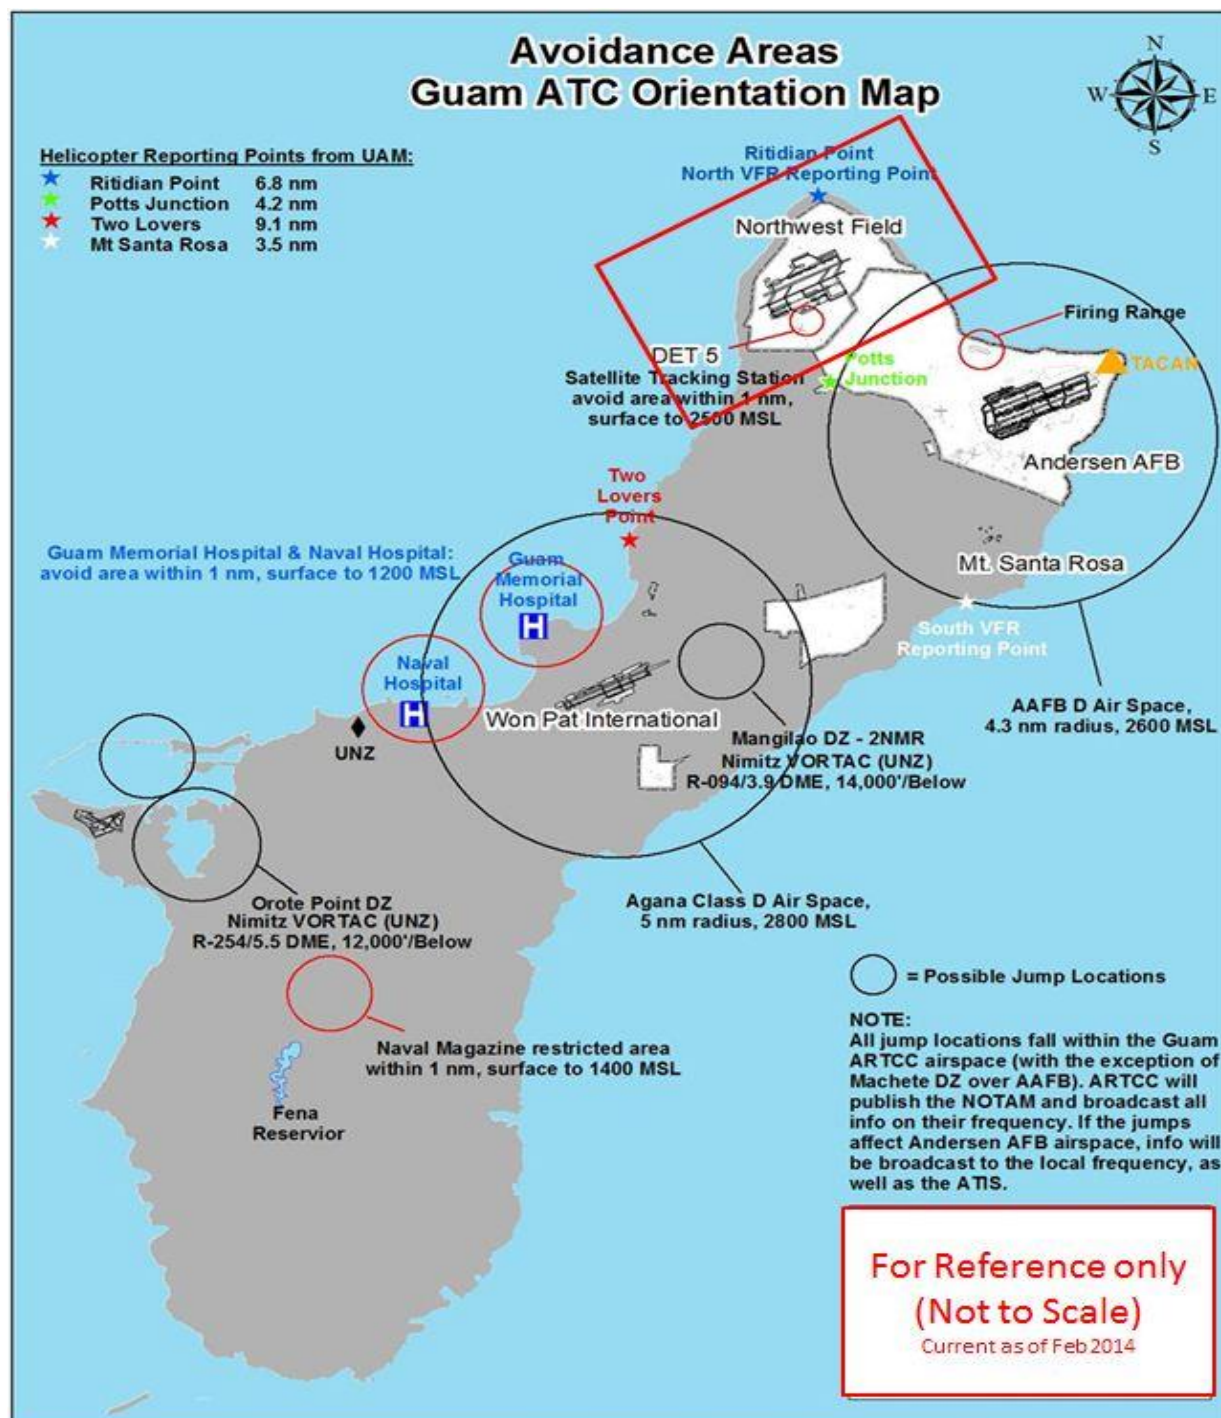 Avoidance Areas
Guam ATC Orientation Map
N
W E
S
Helicopter Reporting Points from UAM:
Ritidian Point 6.8 nm
Potts Junction 4.2 nm
Two Lovers 9.1 nm
Mt Santa Rosa 3.5 nm
Ritidian Point
North VFR Reporting Point
Northwest Field
Firing Range
DET 5
Satellite Tracking Station
avoid area within 1 nm,
surface to 2500 MSL
Potts
Junction
TACAN
Andersen AFB
Two
Lovers
Point
Guam Memorial Hospital & Naval Hospital:
avoid area within 1 nm, surface to 1200 MSL
Guam
Memorial
Hospital
H
Mt. Santa Rosa
South VFR
Reporting Point
Naval
Hospital
H
Won Pat International
UNZ
AAFB D Air Space,
4.3 nm radius, 2600 MSL
Mangilao DZ - 2NMR
Nimitz VORTAC (UNZ)
R-094/3.9 DME, 14,000'/Below
Orote Point DZ
Nimitz VORTAC (UNZ)
R-254/5.5 DME, 12,000'/Below
Agana Class D Air Space,
5 nm radius, 2800 MSL
= Possible Jump Locations
Naval Magazine restricted area
within 1 nm, surface to 1400 MSL
Fena
Reservior
NOTE:
All jump locations fall within the Guam
ARTCC airspace (with the exception of
Machete DZ over AAFB). ARTCC will
publish the NOTAM and broadcast all
info on their frequency. If the jumps
affect Andersen AFB airspace, info will
be broadcast to the local frequency, as
well as the ATIS.
For Reference only
(Not to Scale)
Current as of Feb 2014